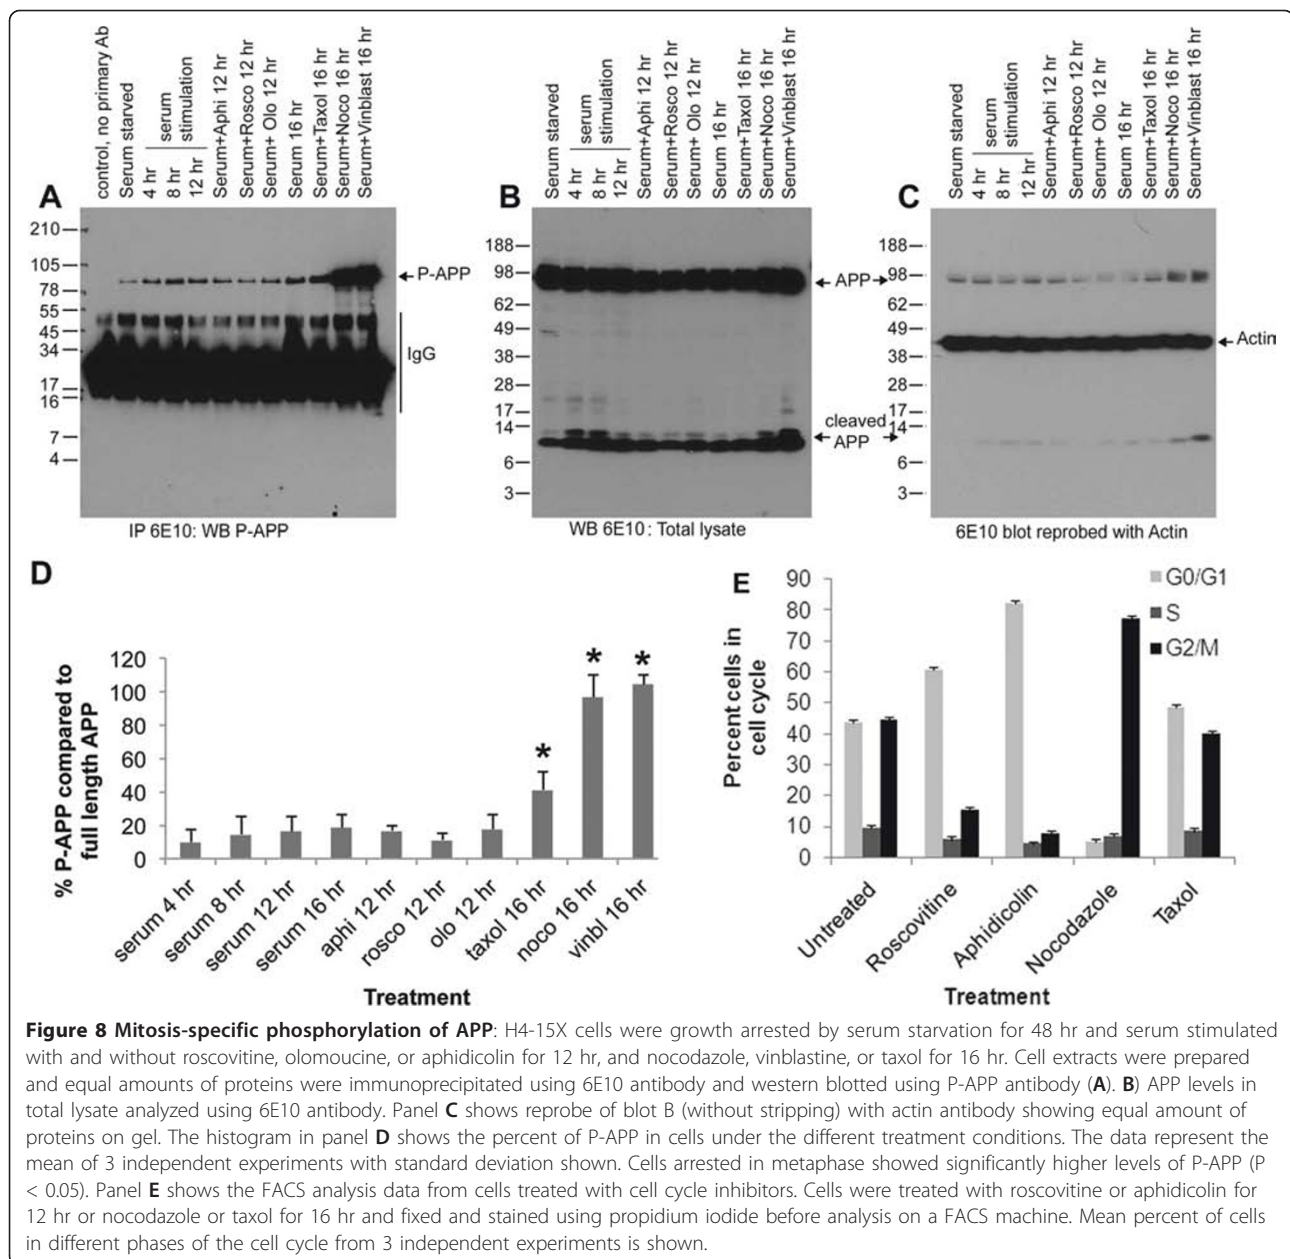 A
control, no primary Ab
Serum starved
serum
stimulation
4 hr
8 hr
12 hr
Serum+Aphi 12 hr
Serum+Rosco 12 hr
Serum+ Olo 12 hr
Serum 16 hr
Serum+Taxol 16 hr
Serum+Noco 16 hr
Serum+Vinblast 16 hr
210
105
78
55
45
34
17
16
7
4
P-APP
IgG
IP 6E10: WB P-APP
B
Serum starved
serum
stimulation
4 hr
8 hr
12 hr
Serum+Aphi 12 hr
Serum+Rosco 12 hr
Serum+ Olo 12 hr
Serum 16 hr
Serum+Taxol 16 hr
Serum+Noco 16 hr
Serum+Vinblast 16 hr
188
98
62
49
38
28
17
14
6
3
APP
cleaved
APP
WB 6E10 : Total lysate
C
Serum starved
serum
stimulation
4 hr
8 hr
12 hr
Serum+Aphi 12 hr
Serum+Rosco 12 hr
Serum+ Olo 12 hr
Serum 16 hr
Serum+Taxol 16 hr
Serum+Noco 16 hr
Serum+Vinblast 16 hr
188
98
62
49
38
28
17
14
6
3
Actin
6E10 blot reprobed with Actin
D
% P-APP compared to
full length APP
120
100
80
60
40
20
0
*
*
*
serum 4 hr
serum 8 hr
serum 12 hr
serum 16 hr
aphi 12 hr
rosco 12 hr
olo 12 hr
taxol 16 hr
noco 16 hr
vinbl 16 hr
Treatment
E
Percent cells in
cell cycle
90
80
70
60
50
40
30
20
10
0
G0/G1
S
G2/M
Untreated
Roscovitine
Aphidicolin
Nocodazole
Taxol
Treatment
Figure 8 Mitosis-specific phosphorylation of APP: H4-15X cells were growth arrested by serum starvation for 48 hr and serum stimulated
with and without roscovitine, olomoucine, or aphidicolin for 12 hr, and nocodazole, vinblastine, or taxol for 16 hr. Cell extracts were prepared
and equal amounts of proteins were immunoprecipitated using 6E10 antibody and western blotted using P-APP antibody (A). B) APP levels in
total lysate analyzed using 6E10 antibody. Panel C shows reprobe of blot B (without stripping) with actin antibody showing equal amount of
proteins on gel. The histogram in panel D shows the percent of P-APP in cells under the different treatment conditions. The data represent the
mean of 3 independent experiments with standard deviation shown. Cells arrested in metaphase showed significantly higher levels of P-APP (P
< 0.05). Panel E shows the FACS analysis data from cells treated with cell cycle inhibitors. Cells were treated with roscovitine or aphidicolin for
12 hr or nocodazole or taxol for 16 hr and fixed and stained using propidium iodide before analysis on a FACS machine. Mean percent of cells
in different phases of the cell cycle from 3 independent experiments is shown.